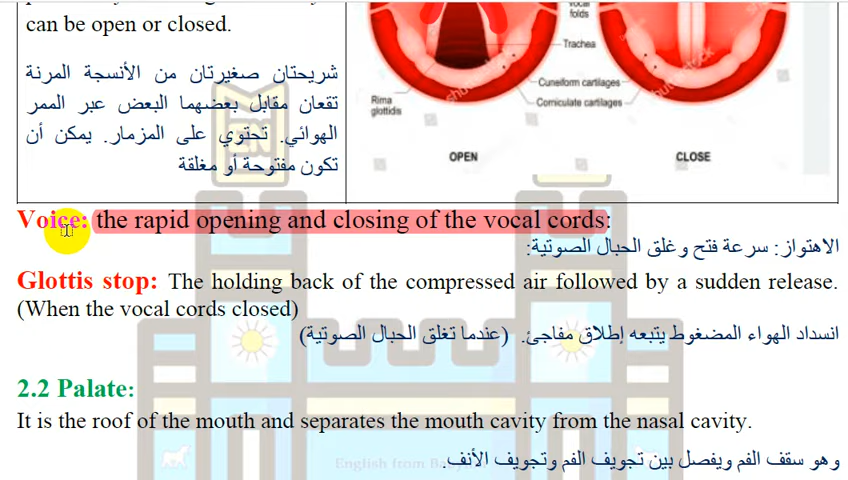 can be open or closed.
شريحتان صغيرتان من الأنسجة المرنة
تقعان مقابل بعضهما البعض عبر الممر
الهوائي. تحتوي على المزمار. يمكن أن
تكون مفتوحة أو مغلقة
folds
Trachea
Cuneiform cartilages
Corniculate cartilages
Rima
glottidis
OPEN
CLOSE
Voice: the rapid opening and closing of the vocal cords:
الاهتزاز: سرعة فتح وغلق الحبال الصوتية:
Glottis stop: The holding back of the compressed air followed by a sudden release.
(When the vocal cords closed)
انسداد الهواء المضغوط يتبعه إطلاق مفاجئ. (عندما تغلق الحبال الصوتية)
2.2 Palate:
It is the roof of the mouth and separates the mouth cavity from the nasal cavity.
وهو سقف الفم ويفصل بين تجويف الفم وتجويف الأنف.
English from Baby